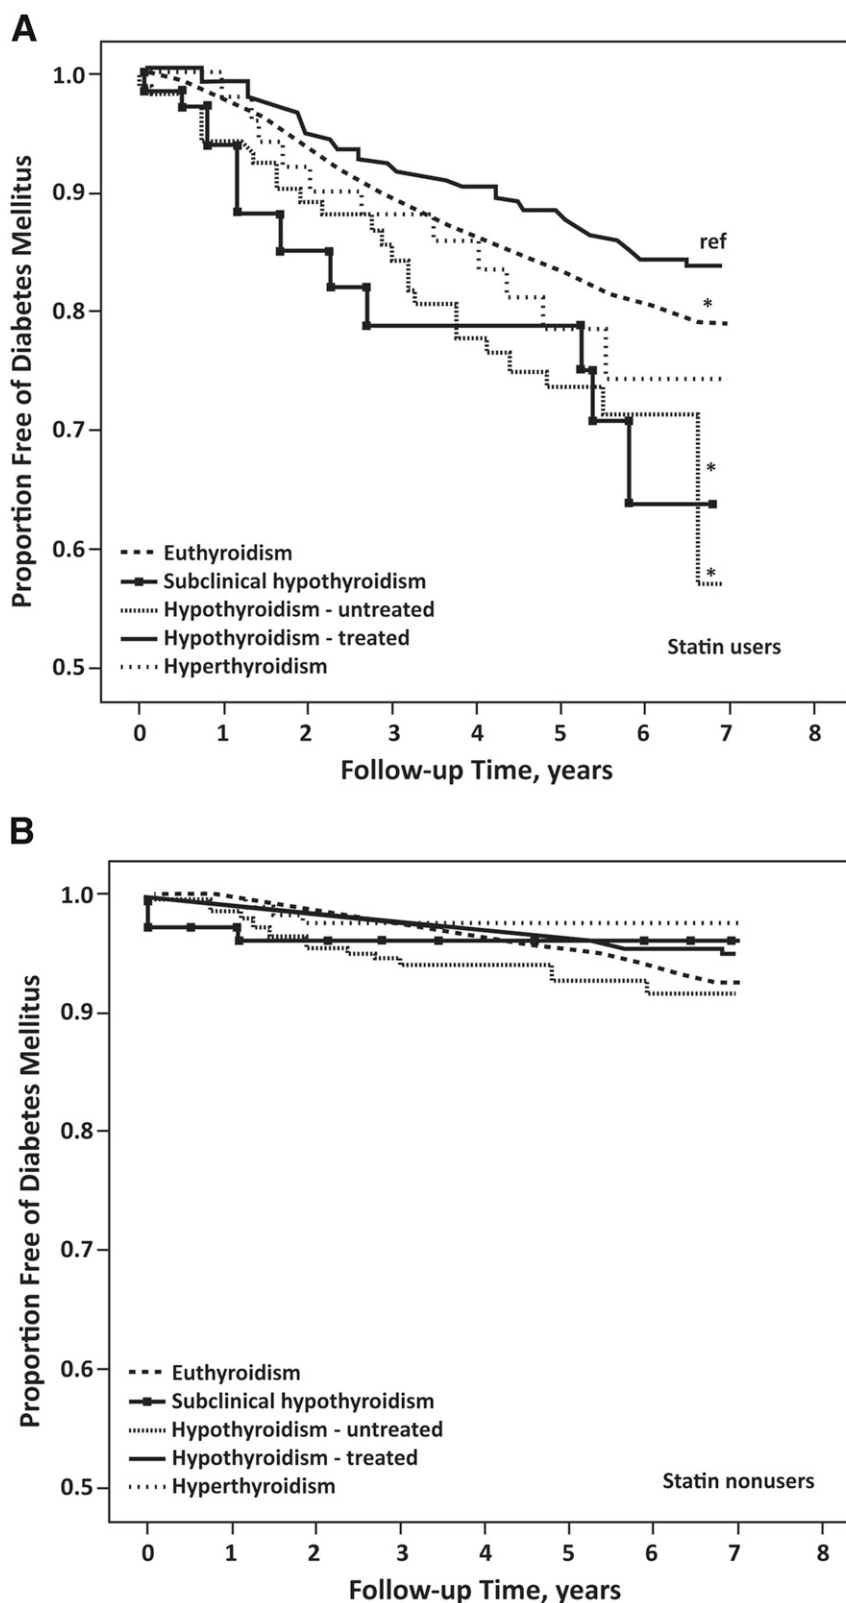 A
Proportion Free of Diabetes Mellitus
1.0
0.9
0.8
0.7
0.6
0.5
ref
*
*
*
Euthyroidism
Subclinical hypothyroidism
Hypothyroidism - untreated
Hypothyroidism - treated
Hyperthyroidism
Statin users
0 1 2 3 4 5 6 7 8
Follow-up Time, years
B
Proportion Free of Diabetes Mellitus
1.0
0.9
0.8
0.7
0.6
0.5
Euthyroidism
Subclinical hypothyroidism
Hypothyroidism - untreated
Hypothyroidism - treated
Hyperthyroidism
Statin nonusers
0 1 2 3 4 5 6 7 8
Follow-up Time, years